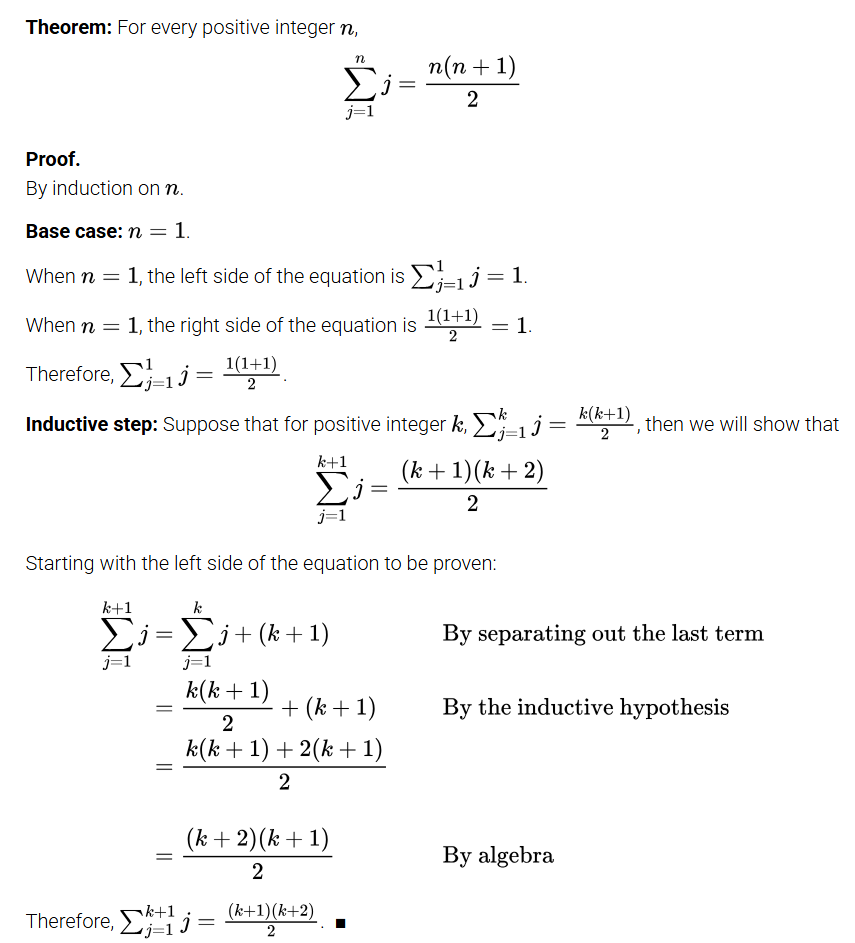 Theorem: For every positive integer n,
$$\sum_{j=1}^{n} j = \frac{n(n+1)}{2}$$
Proof.
By induction on n.
Base case: n = 1.
When n = 1, the left side of the equation is $\sum_{j=1}^{1} j = 1$.
When n = 1, the right side of the equation is $\frac{1(1+1)}{2} = 1$.
Therefore, $\sum_{j=1}^{1} j = \frac{1(1+1)}{2}$.
Inductive step: Suppose that for positive integer k, $\sum_{j=1}^{k} j = \frac{k(k+1)}{2}$, then we will show that
$$\sum_{j=1}^{k+1} j = \frac{(k+1)(k+2)}{2}$$
Starting with the left side of the equation to be proven:
$\sum_{j=1}^{k+1} j = \sum_{j=1}^{k} j + (k+1)$ By separating out the last term
$= \frac{k(k+1)}{2} + (k+1)$ By the inductive hypothesis
$= \frac{k(k+1)+2(k+1)}{2}$
$= \frac{(k+2)(k+1)}{2}$ By algebra
Therefore, $\sum_{j=1}^{k+1} j = \frac{(k+1)(k+2)}{2}$. ■